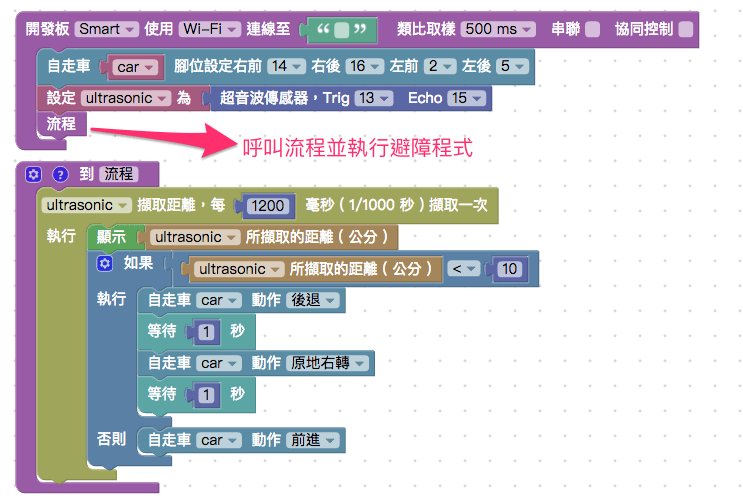 開發板 Smart 使用 Wi-Fi 連線至 “ ” 類比取樣 500 ms 串聯 協同控制
自走車 car 腳位設定右前 14 右後 16 左前 2 左後 5
設定 ultrasonic 為 超音波傳感器，Trig 13 Echo 15
流程
呼叫流程並執行避障程式
? 到 流程
ultrasonic 擷取距離，每 1200 毫秒（1/1000 秒）擷取一次
執行 顯示 ultrasonic 所擷取的距離（公分）
如果 ultrasonic 所擷取的距離（公分） < 10
執行 自走車 car 動作 後退
等待 1 秒
自走車 car 動作 原地右轉
等待 1 秒
否則 自走車 car 動作 前進